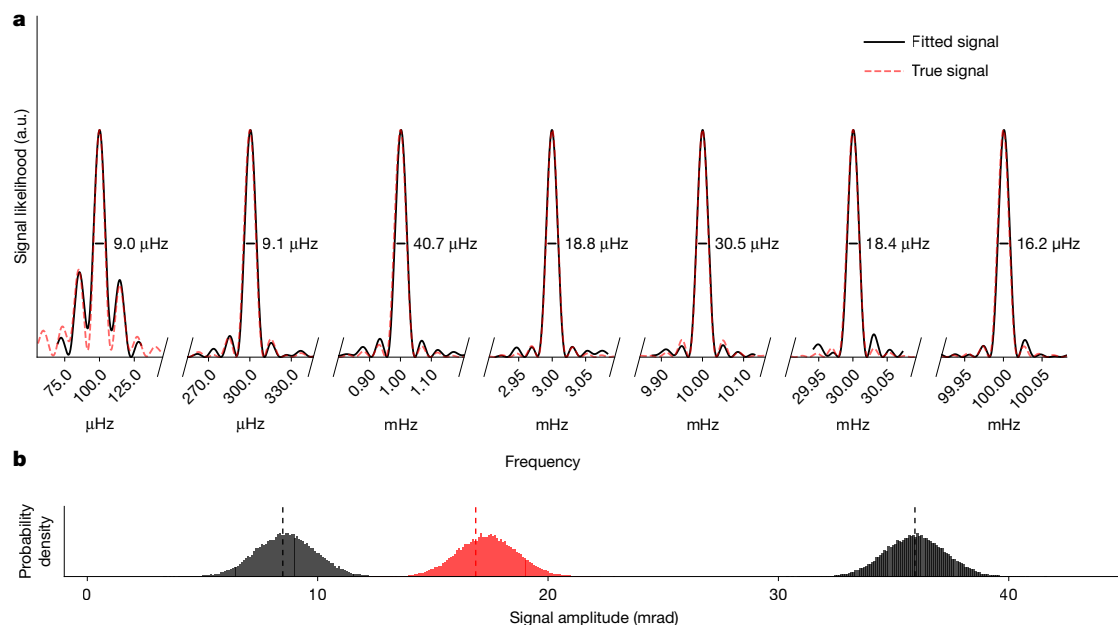 a
Fitted signal
True signal
Signal likelihood (a.u.)
9.0 μHz
9.1 μHz
40.7 μHz
18.8 μHz
30.5 μHz
18.4 μHz
16.2 μHz
75.0 100.0 125.0 270.0 300.0 330.0 0.90 1.00 1.10 2.95 3.00 3.05 9.90 10.00 10.10 29.95 30.00 30.05 99.95 100.00 100.05
μHz μHz mHz mHz mHz mHz mHz
Frequency
b
Probability
density
0 10 20 30 40
Signal amplitude (mrad)